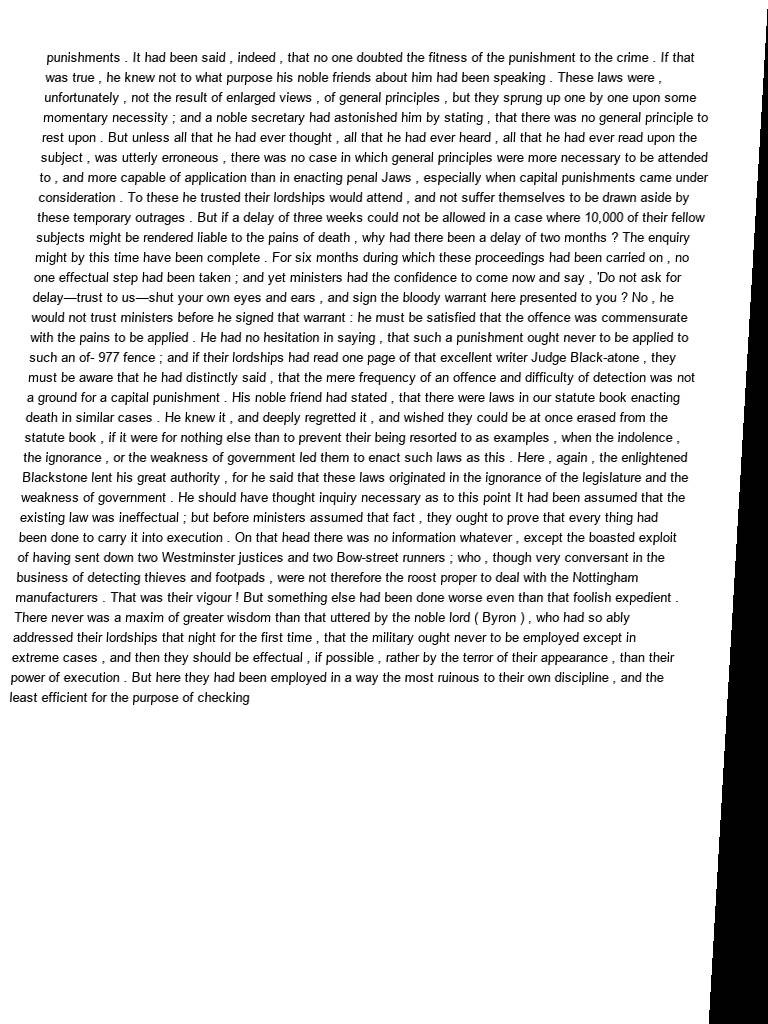 punishments . It had been said , indeed , that no one doubted the fitness of the punishment to the crime . If that
was true , he knew not to what purpose his noble friends about him had been speaking . These laws were ,
unfortunately , not the result of enlarged views , of general principles , but they sprung up one by one upon some
momentary necessity ; and a noble secretary had astonished him by stating , that there was no general principle to
rest upon . But unless all that he had ever thought , all that he had ever heard , all that he had ever read upon the
subject , was utterly erroneous , there was no case in which general principles were more necessary to be attended
to , and more capable of application than in enacting penal Jaws , especially when capital punishments came under
consideration . To these he trusted their lordships would attend , and not suffer themselves to be drawn aside by
these temporary outrages . But if a delay of three weeks could not be allowed in a case where 10,000 of their fellow
subjects might be rendered liable to the pains of death , why had there been a delay of two months ? The enquiry
might by this time have been complete . For six months during which these proceedings had been carried on , no
one effectual step had been taken ; and yet ministers had the confidence to come now and say , 'Do not ask for
delay—trust to us—shut your own eyes and ears , and sign the bloody warrant here presented to you ? No , he
would not trust ministers before he signed that warrant : he must be satisfied that the offence was commensurate
with the pains to be applied . He had no hesitation in saying , that such a punishment ought never to be applied to
such an of- 977 fence ; and if their lordships had read one page of that excellent writer Judge Black-atone , they
must be aware that he had distinctly said , that the mere frequency of an offence and difficulty of detection was not
a ground for a capital punishment . His noble friend had stated , that there were laws in our statute book enacting
death in similar cases . He knew it , and deeply regretted it , and wished they could be at once erased from the
statute book , if it were for nothing else than to prevent their being resorted to as examples , when the indolence ,
the ignorance , or the weakness of government led them to enact such laws as this . Here , again , the enlightened
Blackstone lent his great authority , for he said that these laws originated in the ignorance of the legislature and the
weakness of government . He should have thought inquiry necessary as to this point It had been assumed that the
existing law was ineffectual ; but before ministers assumed that fact , they ought to prove that every thing had
been done to carry it into execution . On that head there was no information whatever , except the boasted exploit
of having sent down two Westminster justices and two Bow-street runners ; who , though very conversant in the
business of detecting thieves and footpads , were not therefore the roost proper to deal with the Nottingham
manufacturers . That was their vigour ! But something else had been done worse even than that foolish expedient .
There never was a maxim of greater wisdom than that uttered by the noble lord ( Byron ) , who had so ably
addressed their lordships that night for the first time , that the military ought never to be employed except in
extreme cases , and then they should be effectual , if possible , rather by the terror of their appearance , than their
power of execution . But here they had been employed in a way the most ruinous to their own discipline , and the
least efficient for the purpose of checking